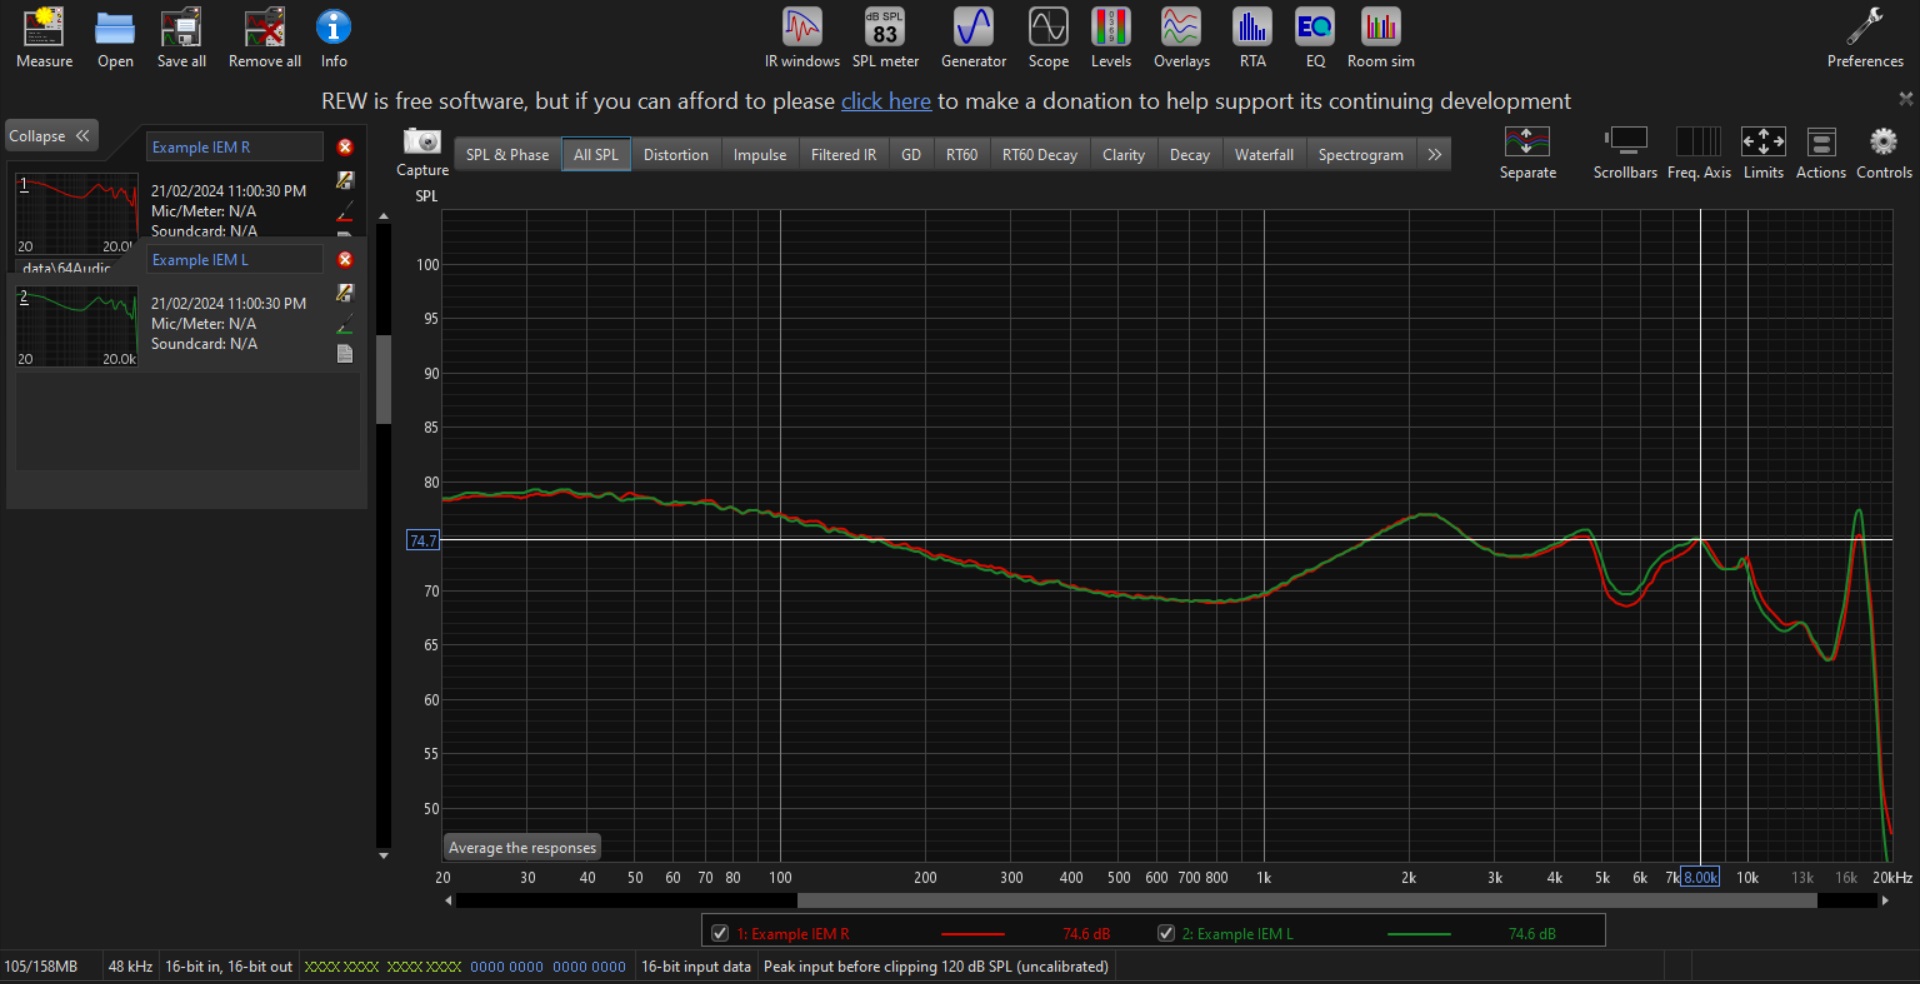 Measure Open Save all Remove all Info IR windows SPL meter Generator Scope Levels Overlays RTA EQ Room sim Preferences
dB SPL
83
0 3 6 9
EQ
REW is free software, but if you can afford to please click here to make a donation to help support its continuing development
Collapse
Example IEM R
1
21/02/2024 11:00:30 PM
Mic/Meter: N/A
Soundcard: N/A
20 20.0
data\64Audio
Example IEM L
2
21/02/2024 11:00:30 PM
Mic/Meter: N/A
Soundcard: N/A
20 20.0k
Capture
SPL & Phase All SPL Distortion Impulse Filtered IR GD RT60 RT60 Decay Clarity Decay Waterfall Spectrogram
Separate Scrollbars Freq. Axis Limits Actions Controls
SPL
100
95
90
85
80
74.7
70
65
60
55
50
Average the responses
20 30 40 50 60 70 80 100 200 300 400 500 600 700 800 1k 2k 3k 4k 5k 6k 7k 8.00k 10k 13k 16k 20kHz
1: Example IEM R 74.6 dB 2: Example IEM L 74.6 dB
105/158MB 48 kHz 16-bit in, 16-bit out XXXX XXXX XXXX XXXX 0000 0000 0000 0000 16-bit input data Peak input before clipping 120 dB SPL (uncalibrated)